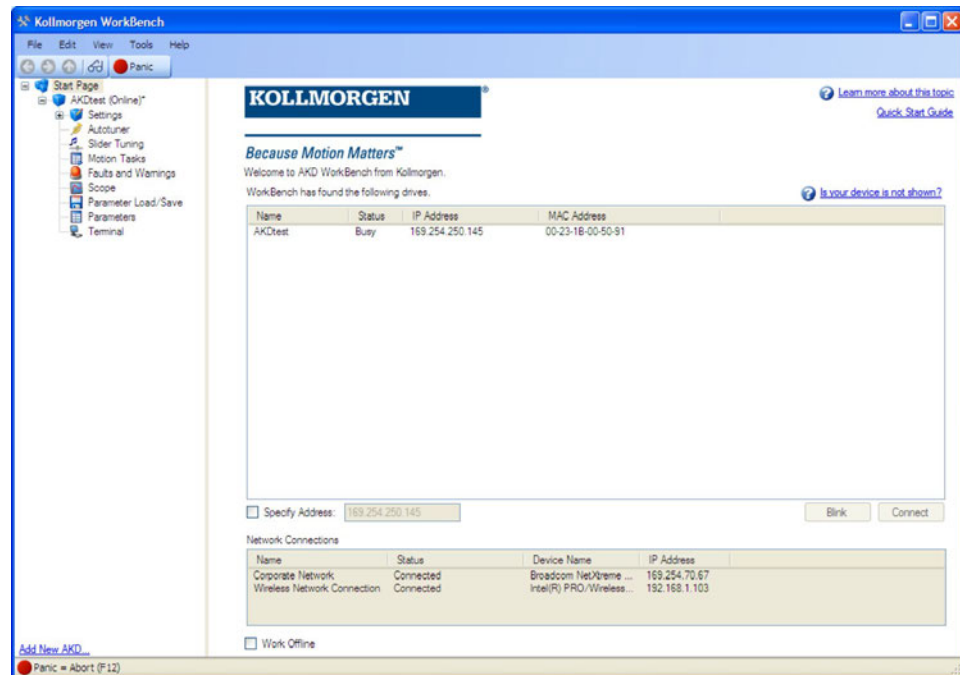 Kollmorgen WorkBench
File Edit View Tools Help
Panic
Start Page
AKDtest (Online)*
Settings
Autotuner
Slider Tuning
Motion Tasks
Faults and Warnings
Scope
Parameter Load/Save
Parameters
Terminal
Add New AKD...
KOLLMORGEN®
Learn more about this topic
Quick Start Guide
Because Motion Matters™
Welcome to AKD WorkBench from Kollmorgen.
WorkBench has found the following drives.
Is your device is not shown?
Name Status IP Address MAC Address
AKDtest Busy 169.254.250.145 00-23-1B-00-50-91
Specify Address: 169.254.250.145 Blink Connect
Network Connections
Name Status Device Name IP Address
Corporate Network Connected Broadcom NetXtreme ... 169.254.70.67
Wireless Network Connection Connected Intel(R) PRO/Wireless... 192.168.1.103
Work Offline
Panic = Abort (F12)